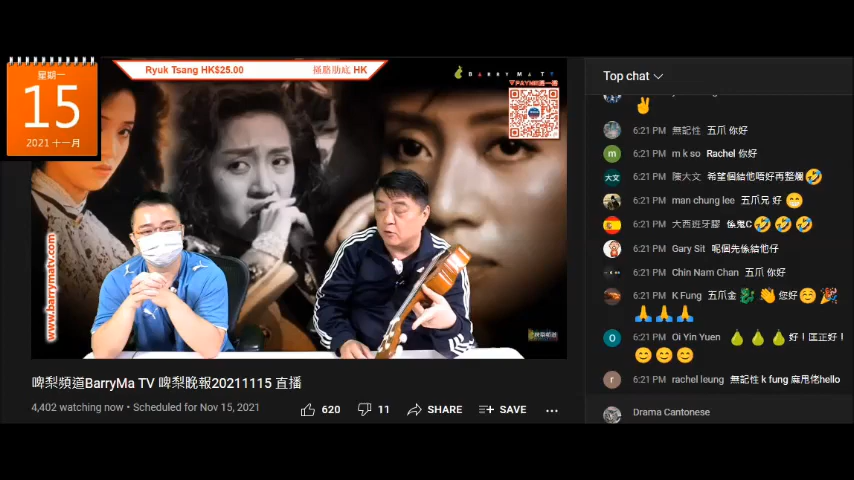 星期一
15
2021 十一月
Ryuk Tsang HK$25.00
BARRYMA TV
www.barrymatv.com
啤梨頻道BarryMa TV 啤梨晚報20211115 直播
4,402 watching now • Scheduled for Nov 15, 2021
620
11
SHARE
SAVE
Top chat
✌
6:21 PM 無記性 五爪 你好
6:21 PM m k so Rachel 你好
大文 6:21 PM 陳大文 希望個結他唔好再整爛🤣
6:21 PM man chung lee 五爪兄 好 😁
6:21 PM 大西班牙膠 係鬼C🤣🤣🤣
6:21 PM Gary Sit 呢個先係結他仔
6:21 PM Chin Nam Chan 五爪 你好
6:21 PM K Fung 五爪金🐉👋您好😊🎉
🙏🙏🙏
O 6:21 PM Oi Yin Yuen 🍐🍐🍐好！匡正好！
😊😊😊
r 6:21 PM rachel leung 無記性 k fung 麻甩佬hello
Drama Cantonese